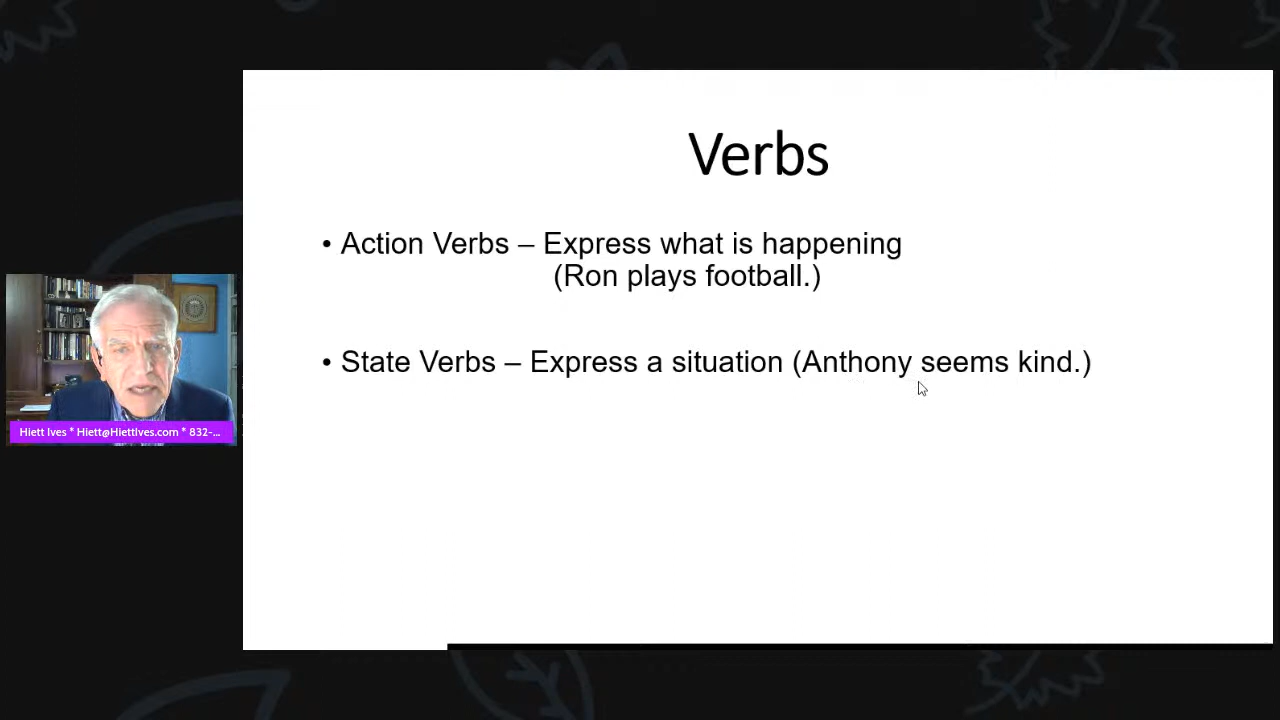 Verbs
• Action Verbs – Express what is happening
(Ron plays football.)
• State Verbs – Express a situation (Anthony seems kind.)
Hiett Ives * Hiett@HiettIves.com * 832-...